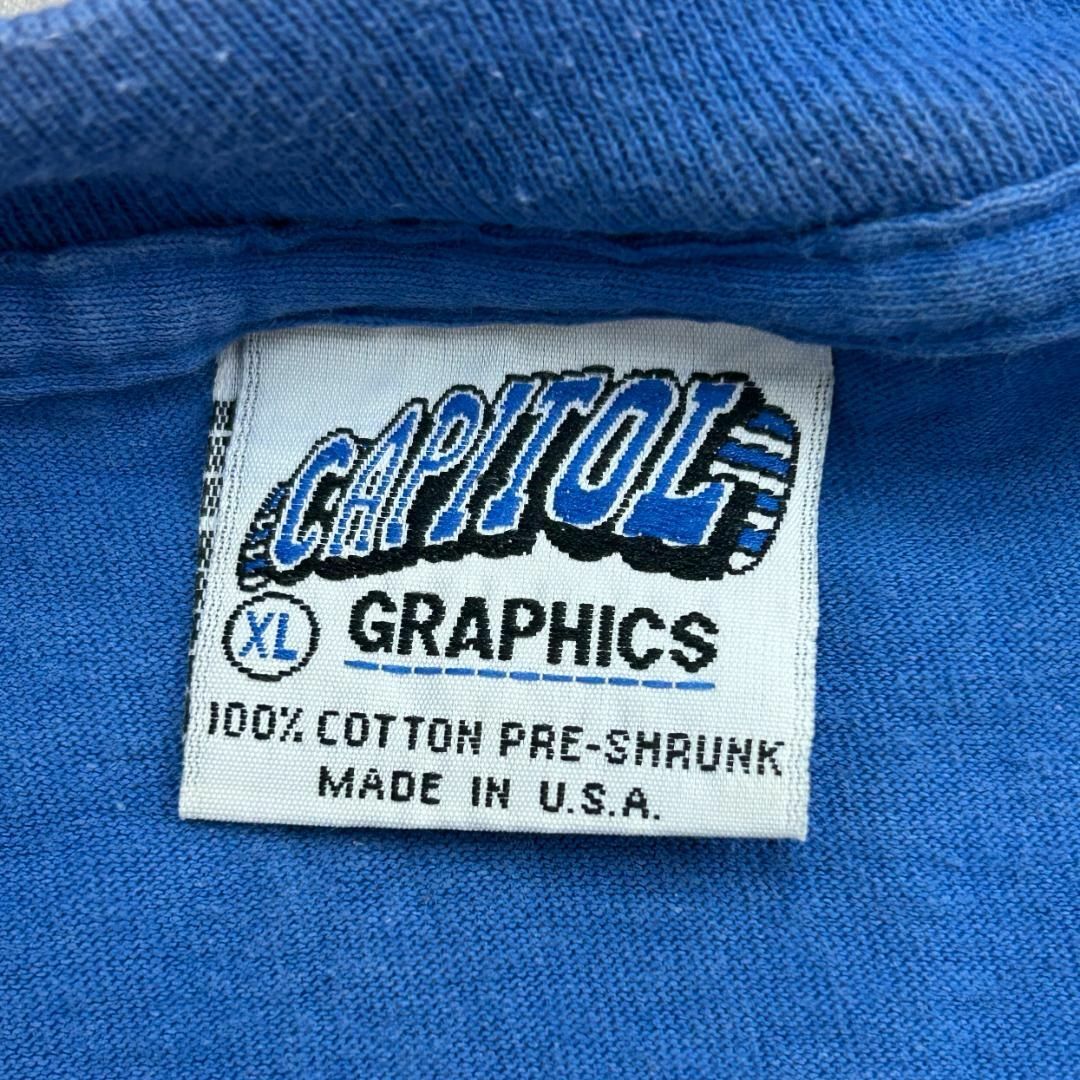 CAPITOL
XL GRAPHICS
100% COTTON PRE-SHRUNK
MADE IN U.S.A.